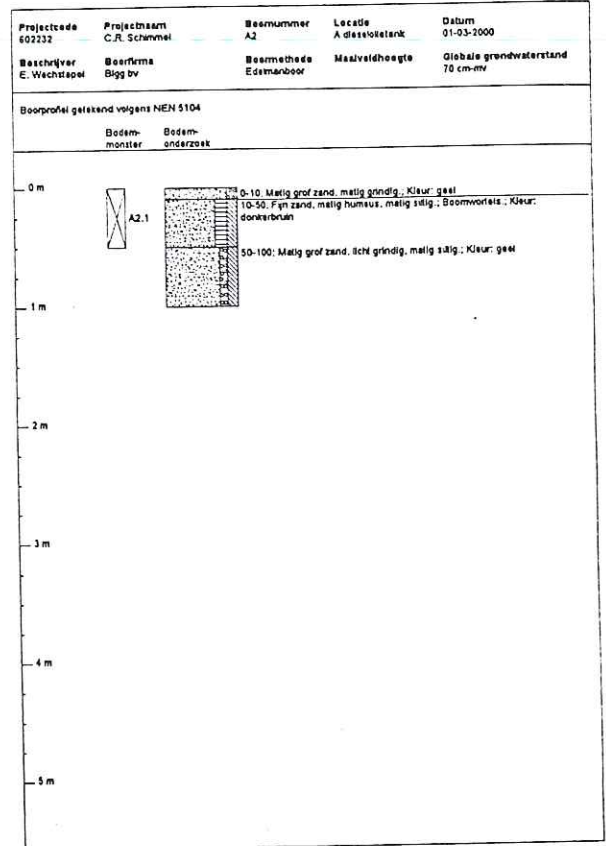 Projectcode Projectnaam Boornummer Locatie Datum
602232 C.R. Schimmel A2 A dieselolietank 01-03-2000
Beschrijver Boorfirma Boormethode Maaiveldhoogte Globale grondwaterstand
E. Wechstapel Bigg bv Edelmanboor 70 cm-mv
Boorprofiel getekend volgens NEN 5104
Bodem- Bodem-
monster onderzoek
0 m
0-10: Matig grof zand, matig grindig.; Kleur: geel
10-50: Fijn zand, matig humeus, matig siltig.; Boomwortels.; Kleur:
A2.1
donkerbruin
50-100: Matig grof zand, licht grindig, matig siltig.; Kleur: geel
1 m
2 m
3 m
4 m
5 m